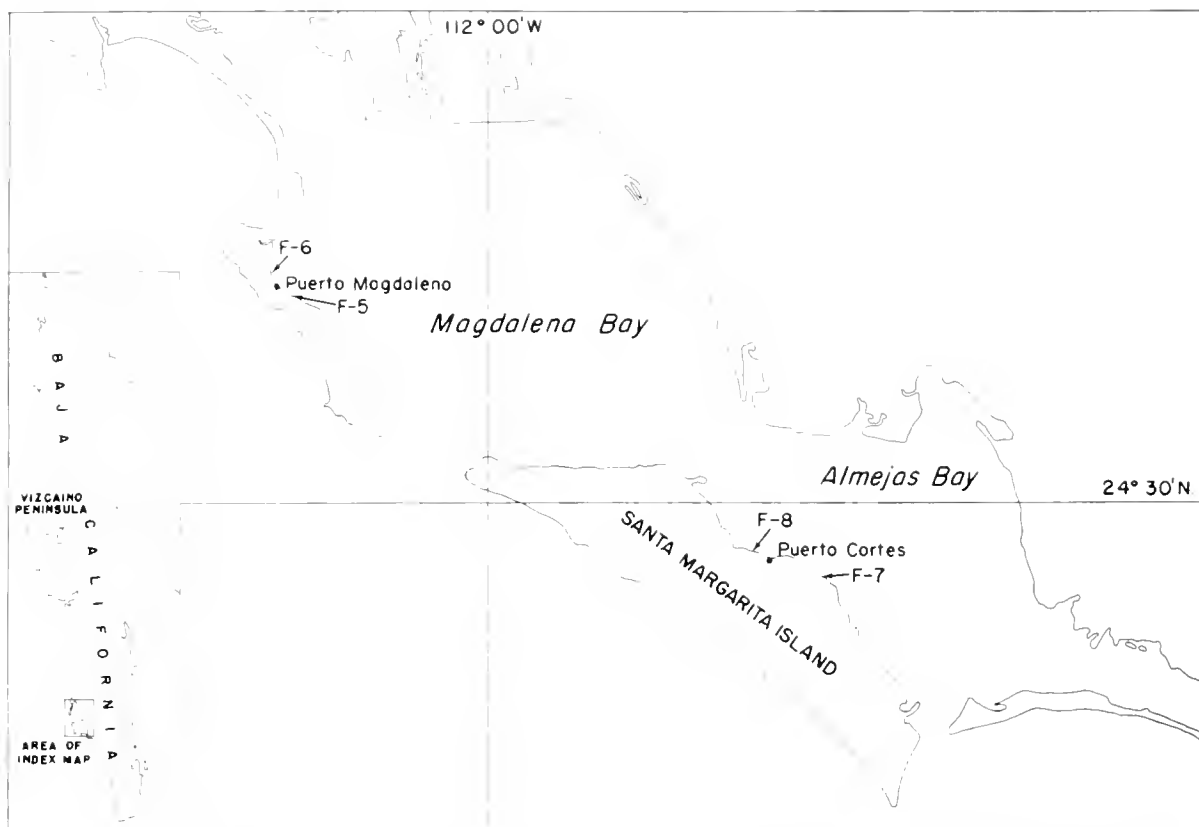 112° 00' W
F-6
Puerto Magdalena
F-5
Magdalena Bay
Almejas Bay
24° 30' N.
F-8
Puerto Cortes
F-7
SANTA MARGARITA ISLAND
BAJA CALIFORNIA
VIZCAINO
PENINSULA
AREA OF
INDEX MAP